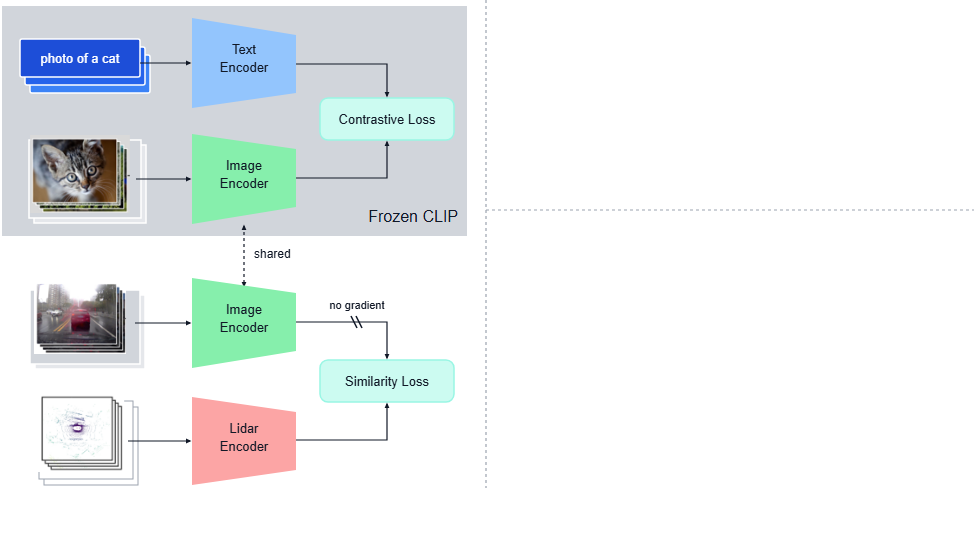 photo of a cat
Text
Encoder
Contrastive Loss
Image
Encoder
Frozen CLIP
shared
Image
Encoder
no gradient
Similarity Loss
Lidar
Encoder